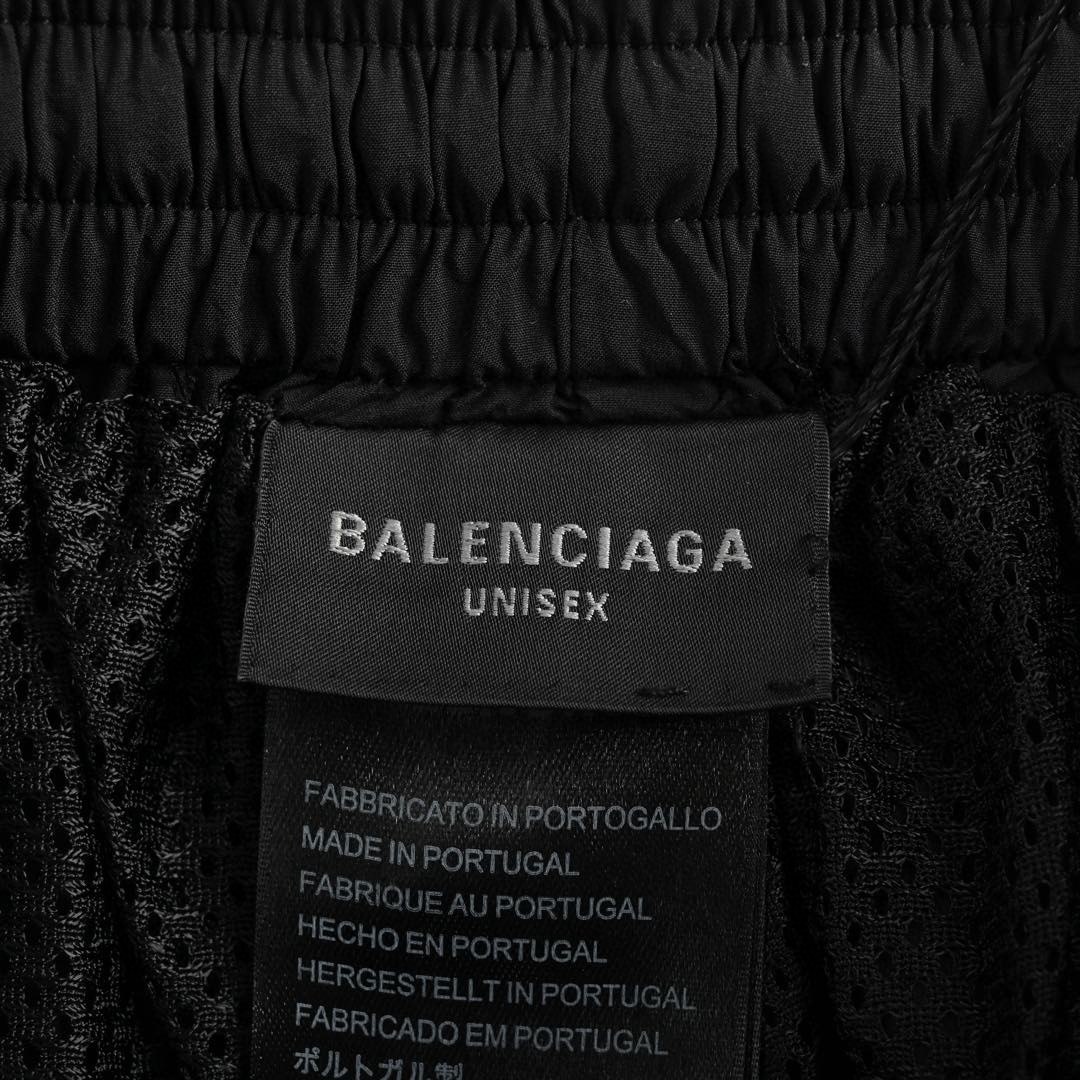 BALENCIAGA
UNISEX
FABBRICATO IN PORTOGALLO
MADE IN PORTUGAL
FABRIQUE AU PORTUGAL
HECHO EN PORTUGAL
HERGESTELLT IN PORTUGAL
FABRICADO EM PORTUGAL
ポルトガル製